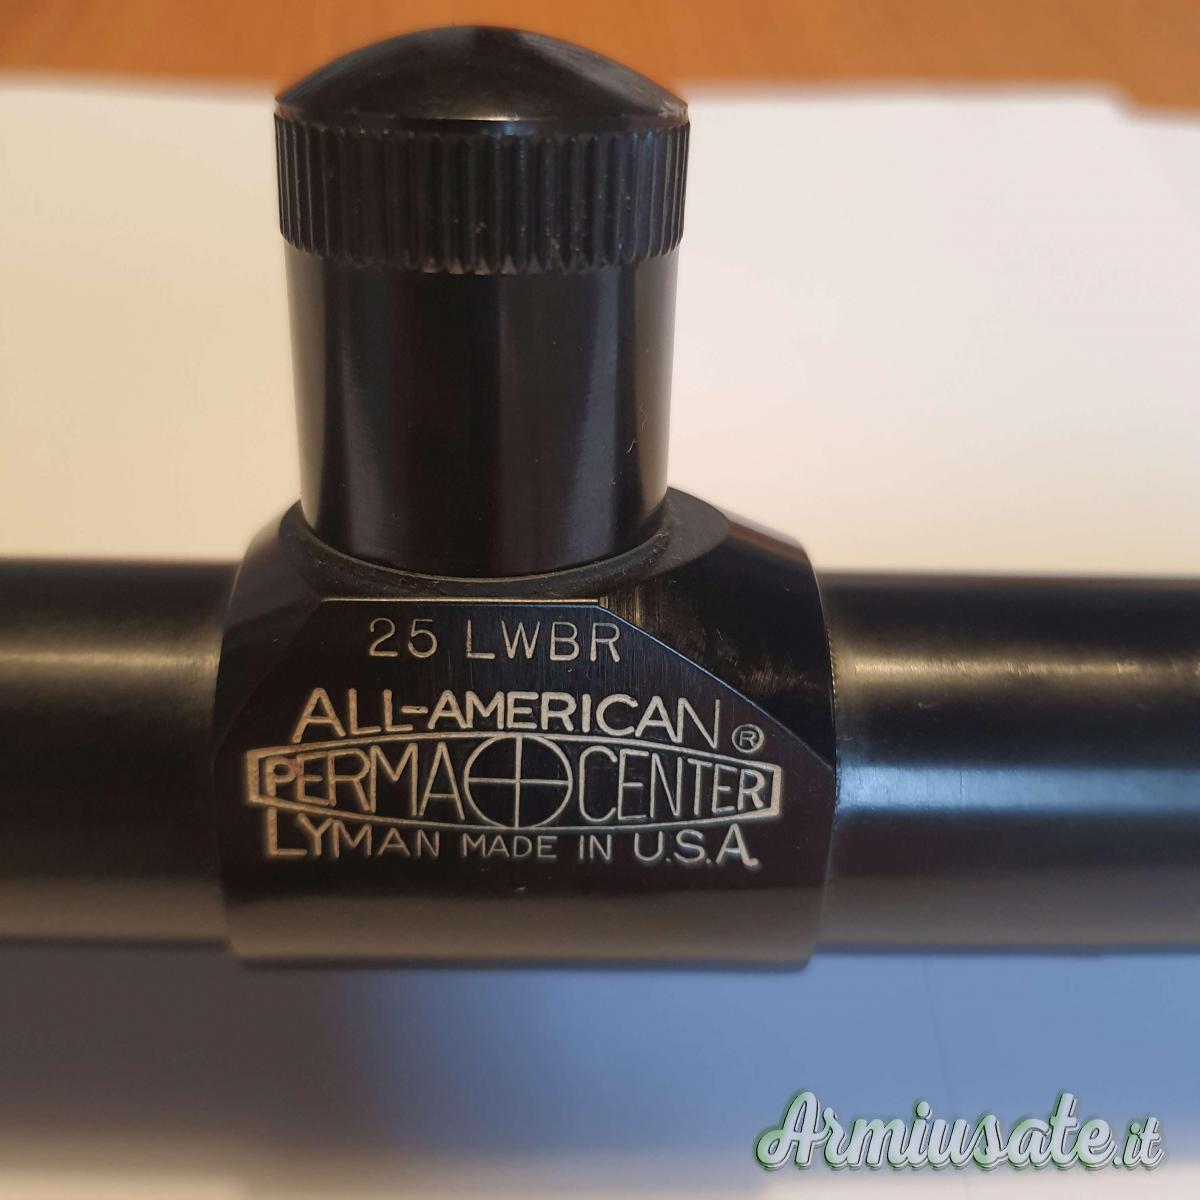 25 LWBR
ALL-AMERICAN ®
PERMA CENTER
LYMAN MADE IN U.S.A.
Armiusate.it